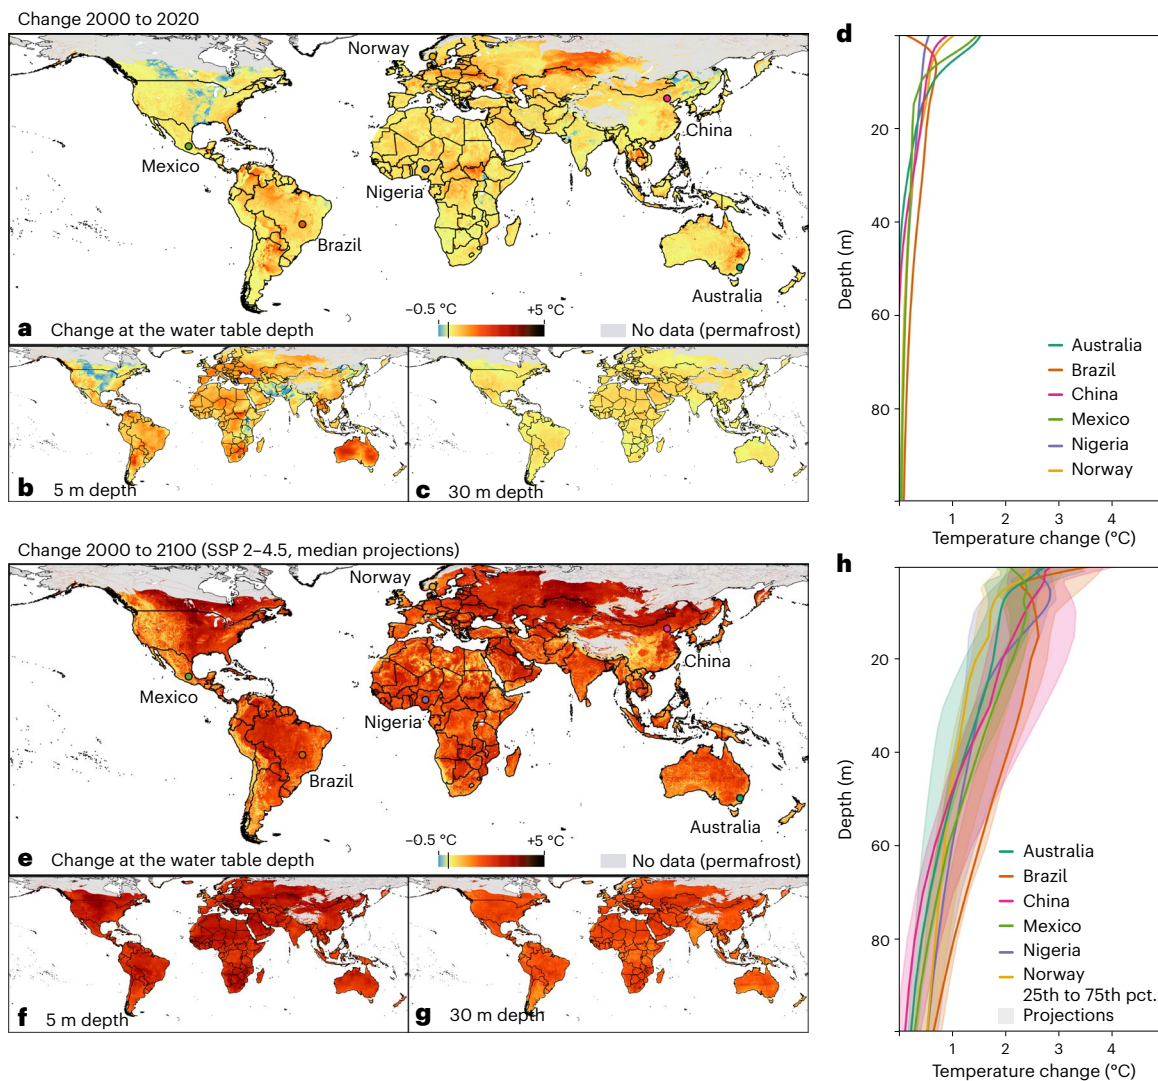 Change 2000 to 2020
Norway
China
Mexico
Nigeria
Brazil
Australia
−0.5 °C
+5 °C
a Change at the water table depth
No data (permafrost)
b 5 m depth
c 30 m depth
d
20
40
60
80
Depth (m)
Australia
Brazil
China
Mexico
Nigeria
Norway
1 2 3 4
Temperature change (°C)
Change 2000 to 2100 (SSP 2–4.5, median projections)
Norway
China
Mexico
Nigeria
Brazil
Australia
−0.5 °C
+5 °C
e Change at the water table depth
No data (permafrost)
f 5 m depth
g 30 m depth
h
20
40
60
80
Depth (m)
Australia
Brazil
China
Mexico
Nigeria
Norway
25th to 75th pct.
Projections
1 2 3 4
Temperature change (°C)